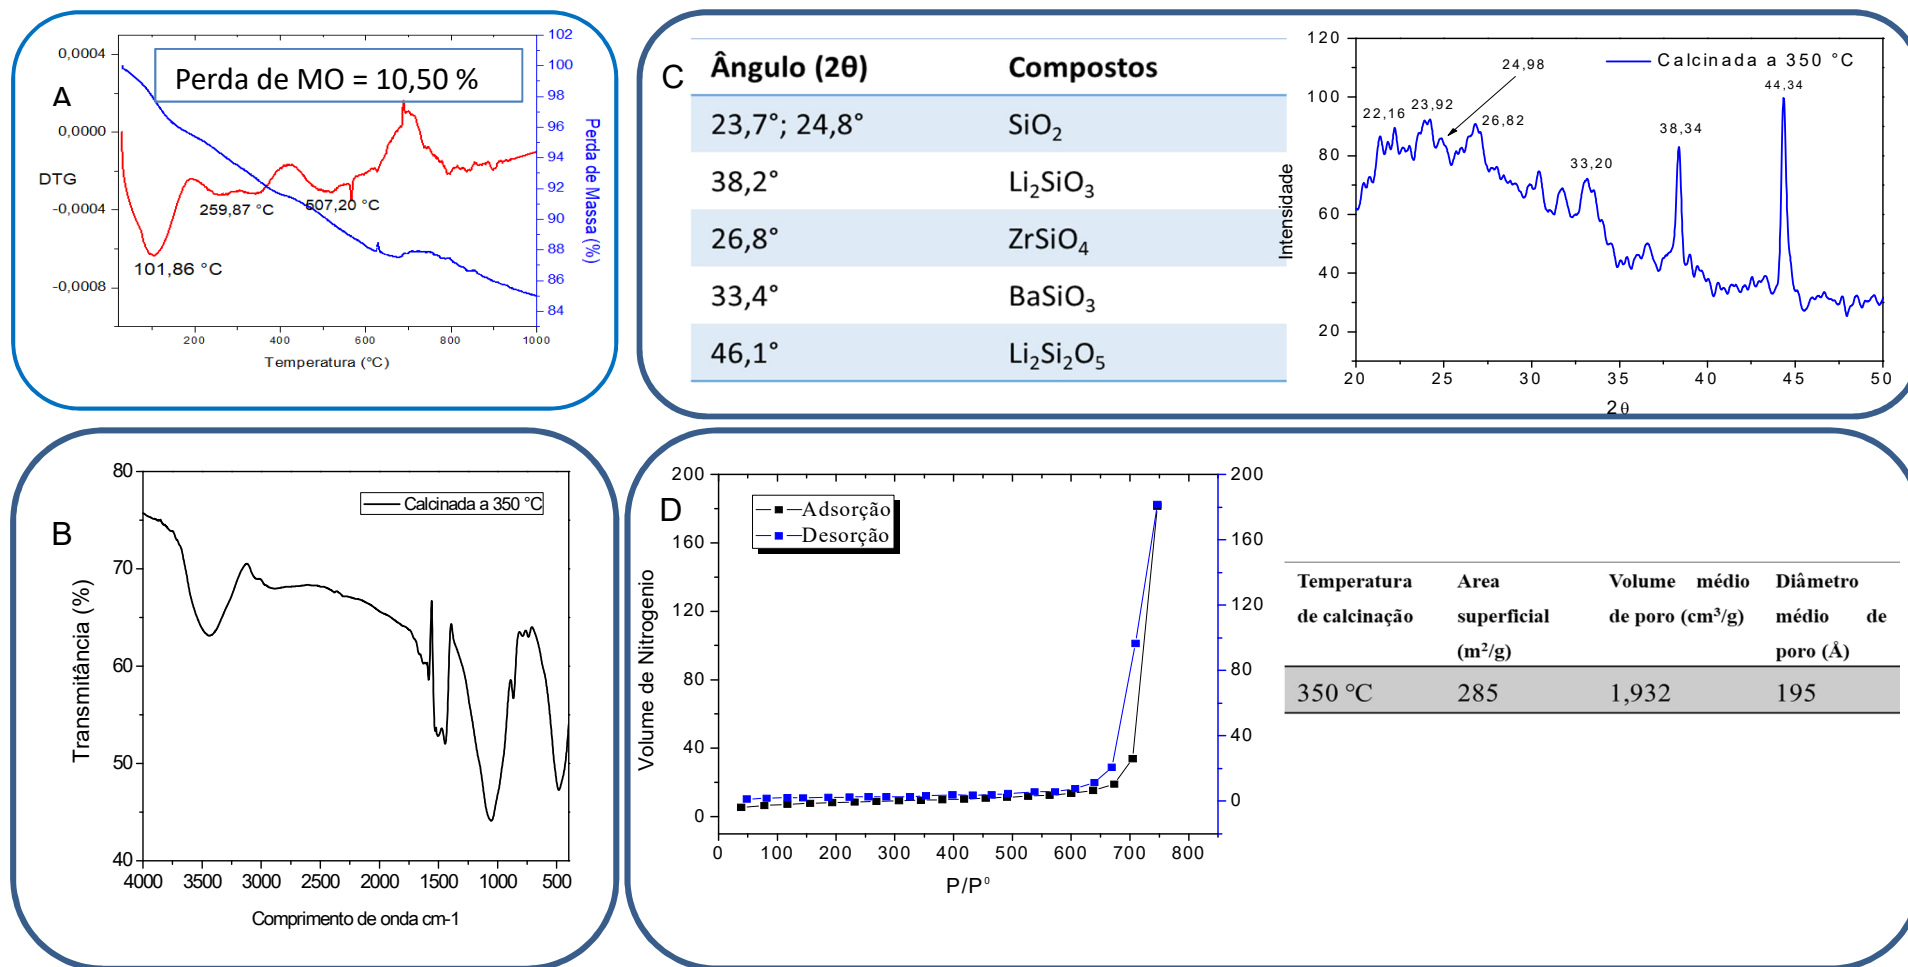 A
Perda de MO = 10,50 %
0,0004
0,0000
DTG
-0,0004
-0,0008
102
100
98
96
94
92
90
88
86
84
Perda de Massa (%)
259,87 °C
507,20 °C
101,86 °C
200
400
600
800
1000
Temperatura (°C)
C
Ângulo (2θ) Compostos
23,7°; 24,8° SiO₂
38,2° Li₂SiO₃
26,8° ZrSiO₄
33,4° BaSiO₃
46,1° Li₂Si₂O₅
120
100
80
60
40
20
Intensidade
Calcinada a 350 °C
22,16
23,92
24,98
26,82
33,20
38,34
44,34
20
25
30
35
40
45
50
2θ
B
80
70
60
50
40
Transmitância (%)
Calcinada a 350 °C
4000
3500
3000
2500
2000
1500
1000
500
Comprimento de onda cm-1
D
200
160
120
80
40
0
Volume de Nitrogenio
Adsorção
Desorção
200
160
120
80
40
0
0
100
200
300
400
500
600
700
800
P/P⁰
Temperatura de calcinação
Area superficial (m²/g)
Volume médio de poro (cm³/g)
Diâmetro médio de poro (Å)
350 °C 285 1,932 195